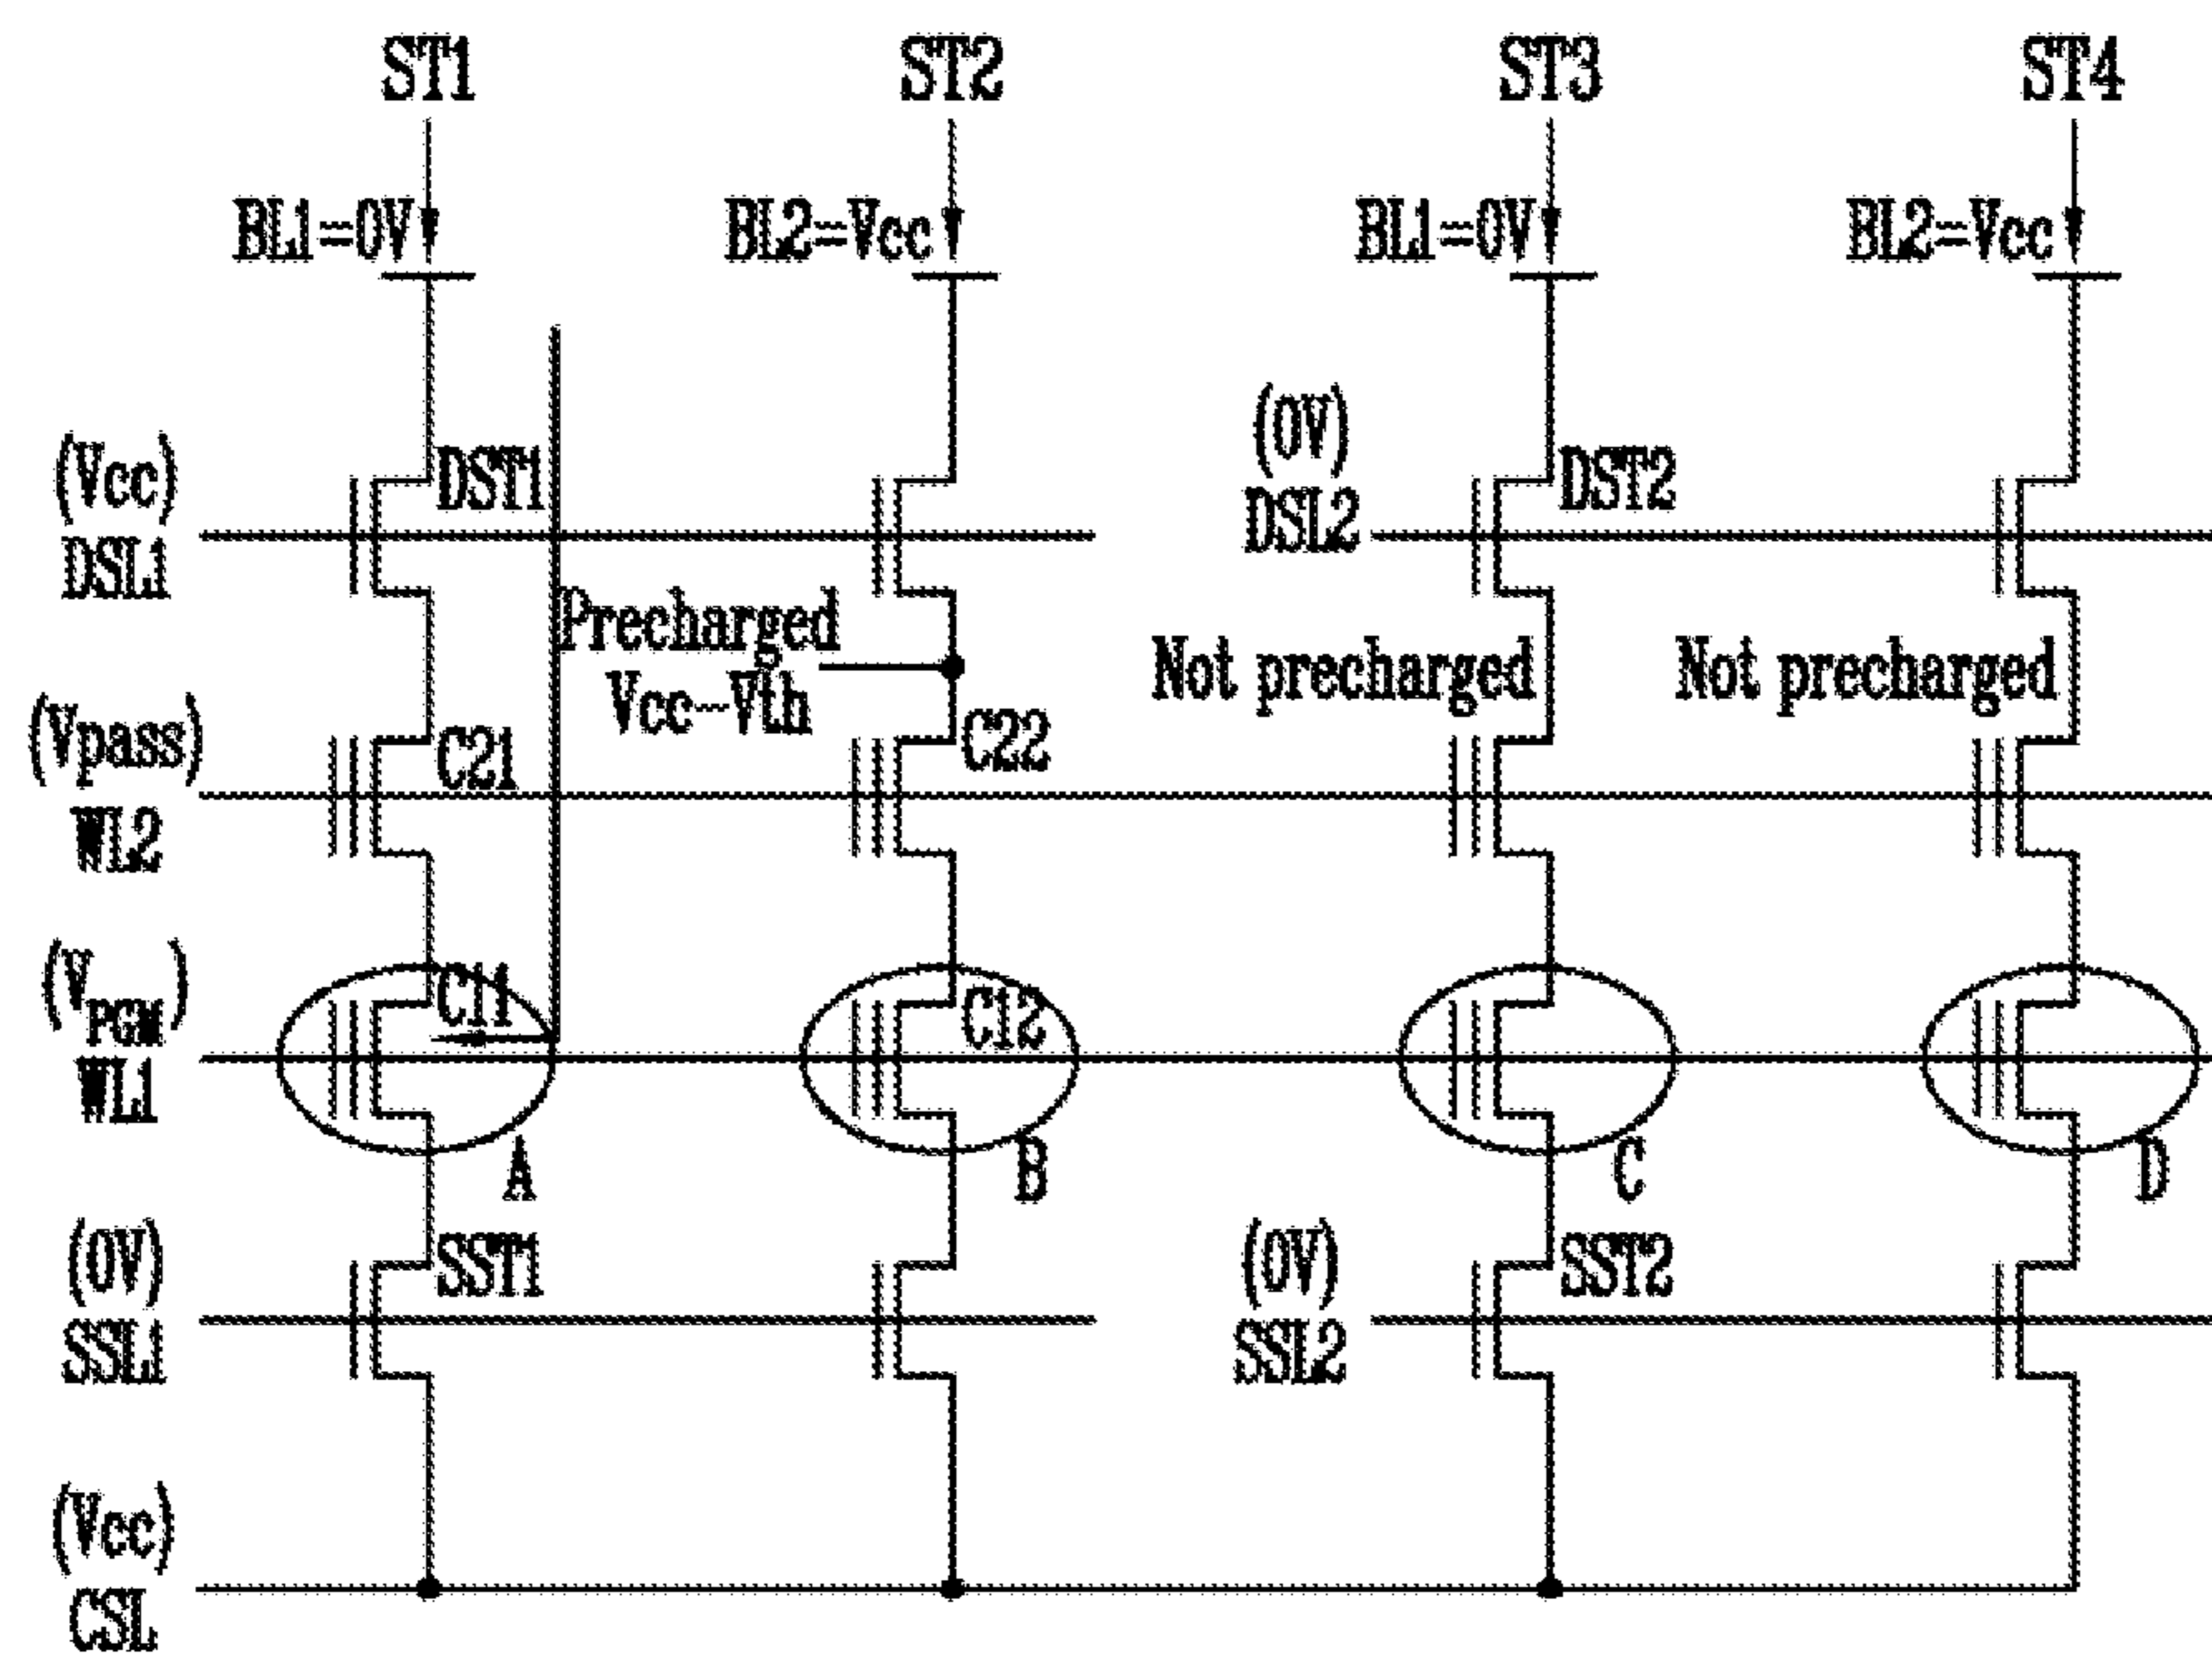 ST1 ST2 ST3 ST4
BL1=0V BL2=Vcc BL1=0V BL2=Vcc
(Vcc)
DSL1
DST1
(0V)
DSL2
DST2
Precharged
Vcc-Vth
Not precharged
Not precharged
(Vpass)
WL2
C21
C22
(VPGM)
WL1
C11
C12
A
B
C
D
(0V)
SSL1
SST1
(0V)
SSL2
SST2
(Vcc)
CSL